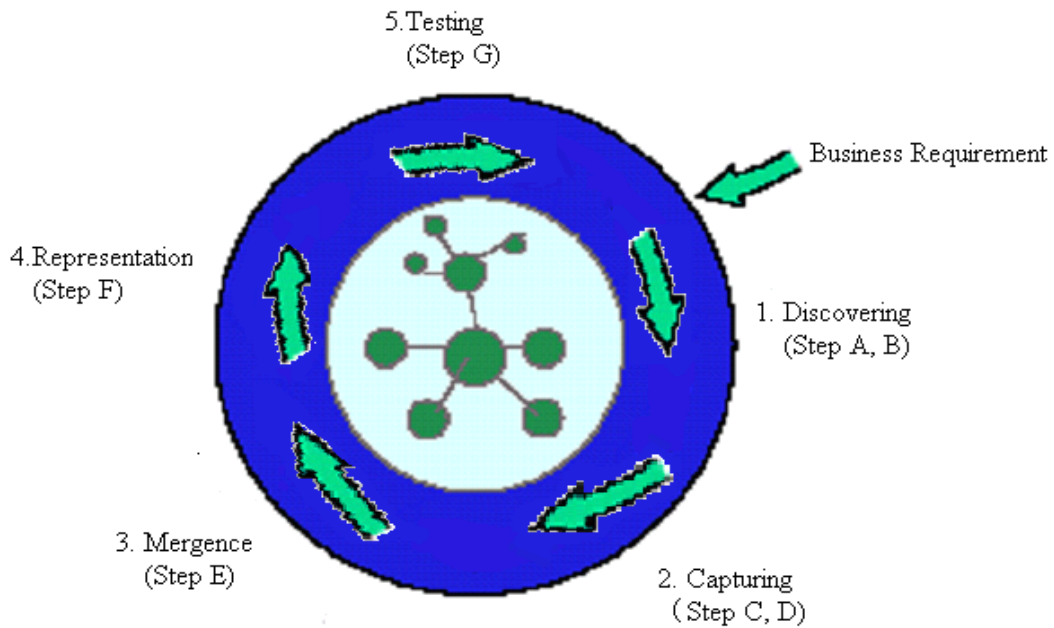 5.Testing
(Step G)
Business Requirement
4.Representation
(Step F)
1. Discovering
(Step A, B)
3. Mergence
(Step E)
2. Capturing
(Step C, D)